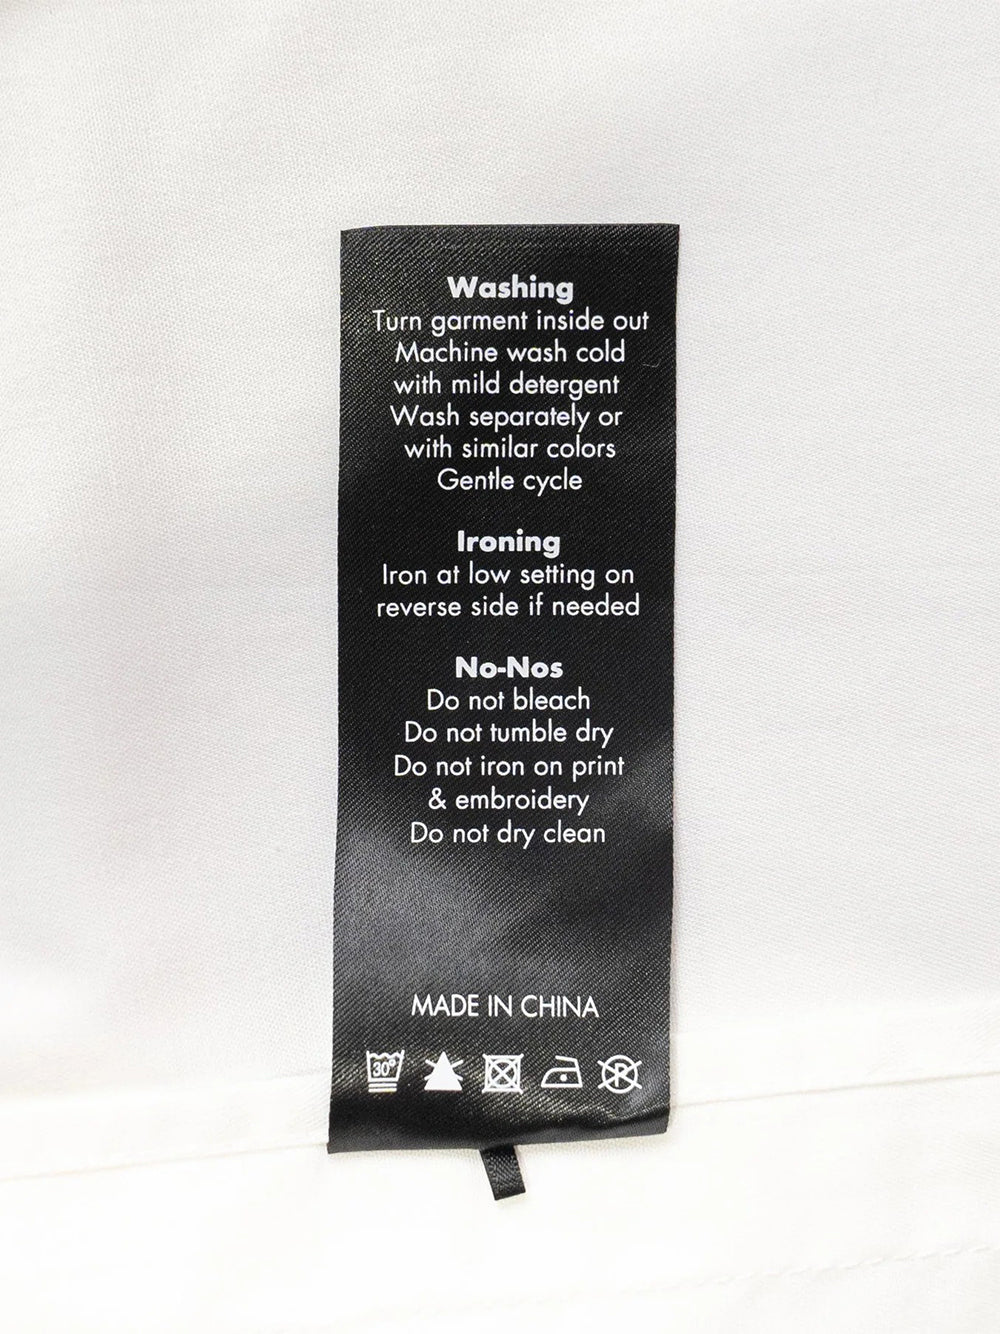 Washing
Turn garment inside out
Machine wash cold
with mild detergent
Wash separately or
with similar colors
Gentle cycle
Ironing
Iron at low setting on
reverse side if needed
No-Nos
Do not bleach
Do not tumble dry
Do not iron on print
& embroidery
Do not dry clean
MADE IN CHINA
30° P